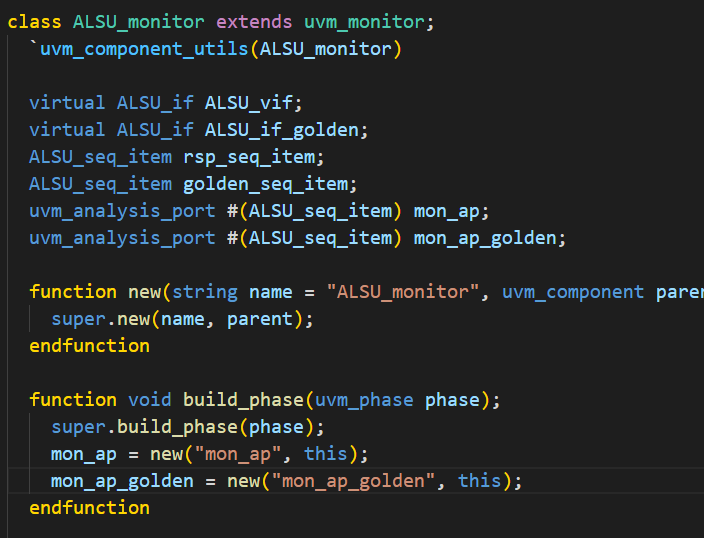 class ALSU_monitor extends uvm_monitor;
`uvm_component_utils(ALSU_monitor)
virtual ALSU_if ALSU_vif;
virtual ALSU_if ALSU_if_golden;
ALSU_seq_item rsp_seq_item;
ALSU_seq_item golden_seq_item;
uvm_analysis_port #(ALSU_seq_item) mon_ap;
uvm_analysis_port #(ALSU_seq_item) mon_ap_golden;
function new(string name = "ALSU_monitor", uvm_component paren
super.new(name, parent);
endfunction
function void build_phase(uvm_phase phase);
super.build_phase(phase);
mon_ap = new("mon_ap", this);
mon_ap_golden = new("mon_ap_golden", this);
endfunction